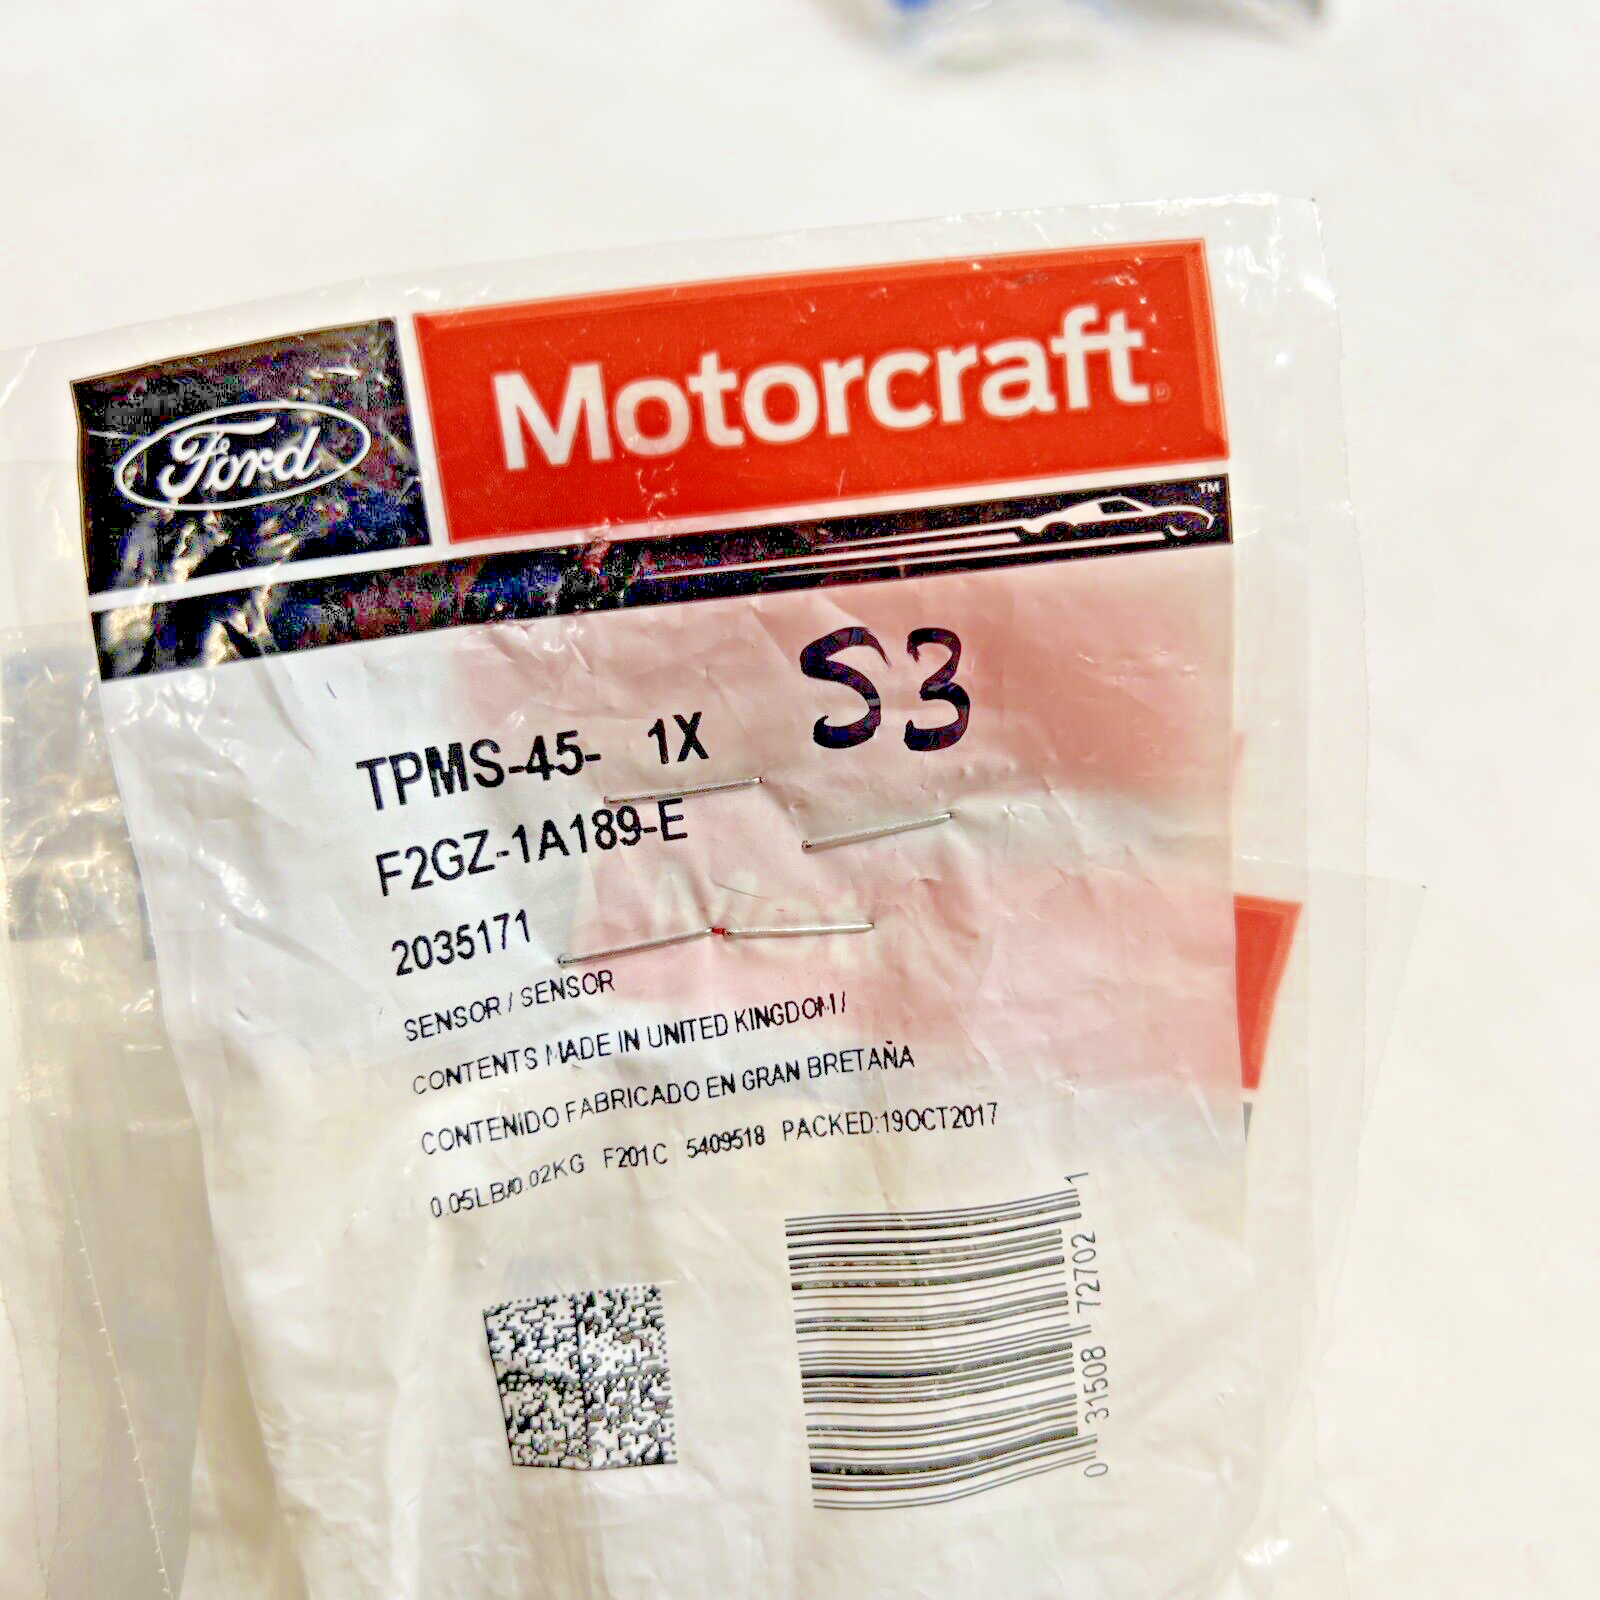 Ford
Motorcraft®
™
S3
TPMS-45- 1X
F2GZ-1A189-E
2035171
SENSOR / SENSOR
CONTENTS MADE IN UNITED KINGDOM /
CONTENIDO FABRICADO EN GRAN BRETAÑA
0.05LB/0.02KG F201C 5409518 PACKED:19OCT2017
0 31508 72702 1